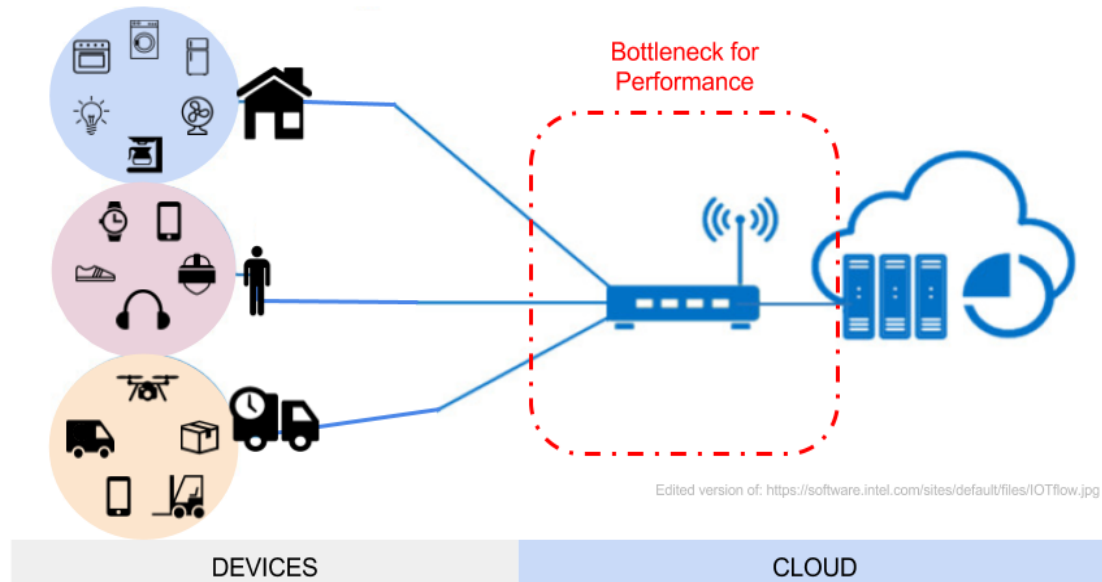 Bottleneck for
Performance
Edited version of: https://software.intel.com/sites/default/files/IOTflow.jpg
DEVICES
CLOUD